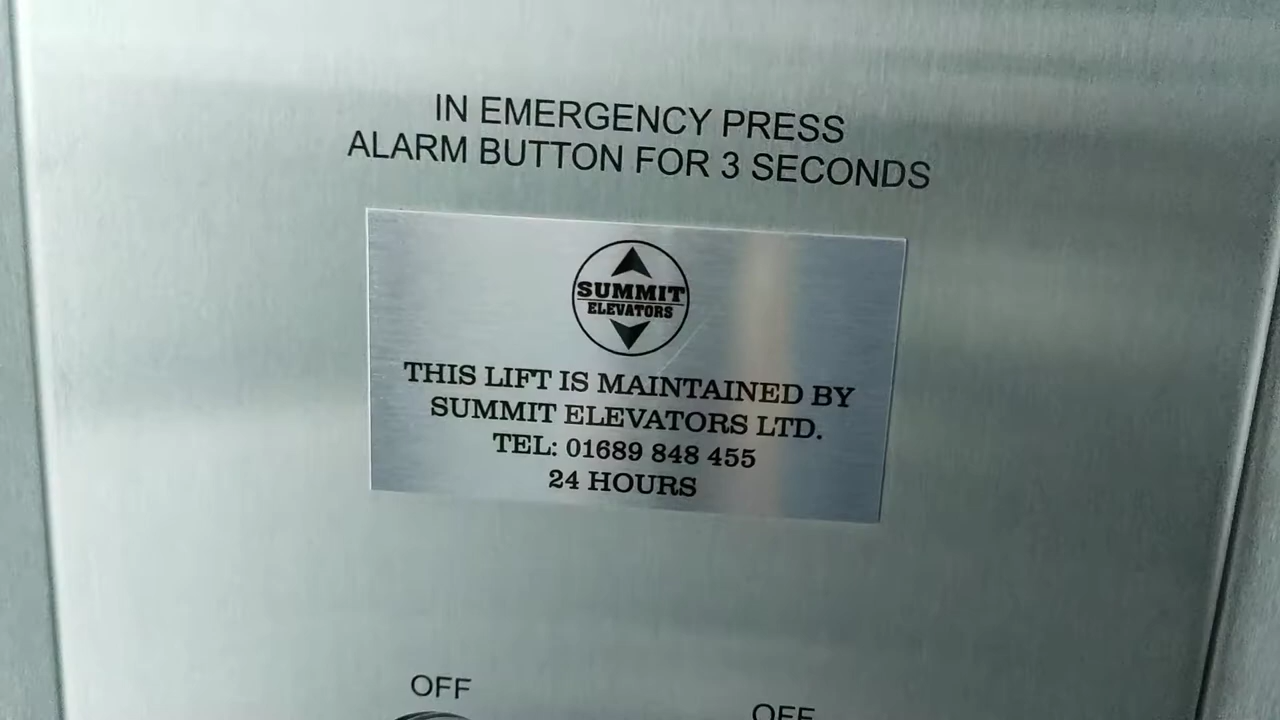 IN EMERGENCY PRESS
ALARM BUTTON FOR 3 SECONDS
SUMMIT
ELEVATORS
THIS LIFT IS MAINTAINED BY
SUMMIT ELEVATORS LTD.
TEL: 01689 848 455
24 HOURS
OFF
OFF